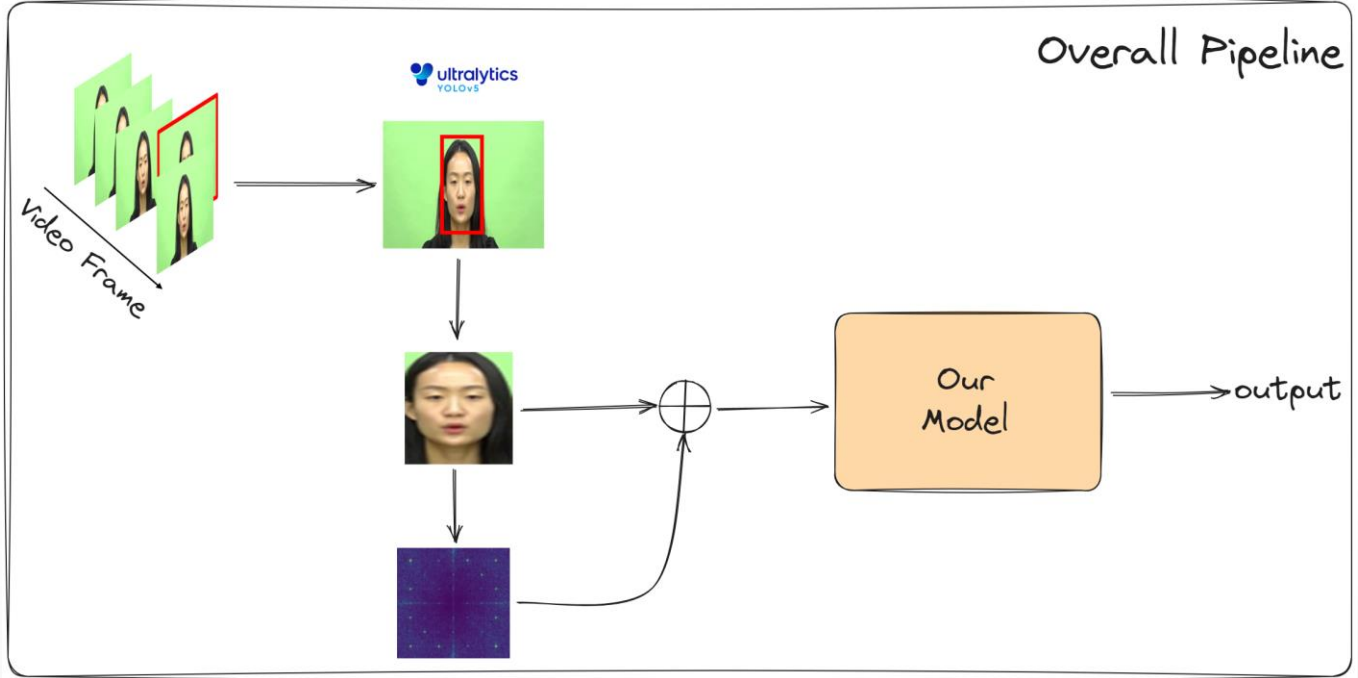 Overall Pipeline
ultralytics
YOLOv5
Video Frame
Our
Model
output